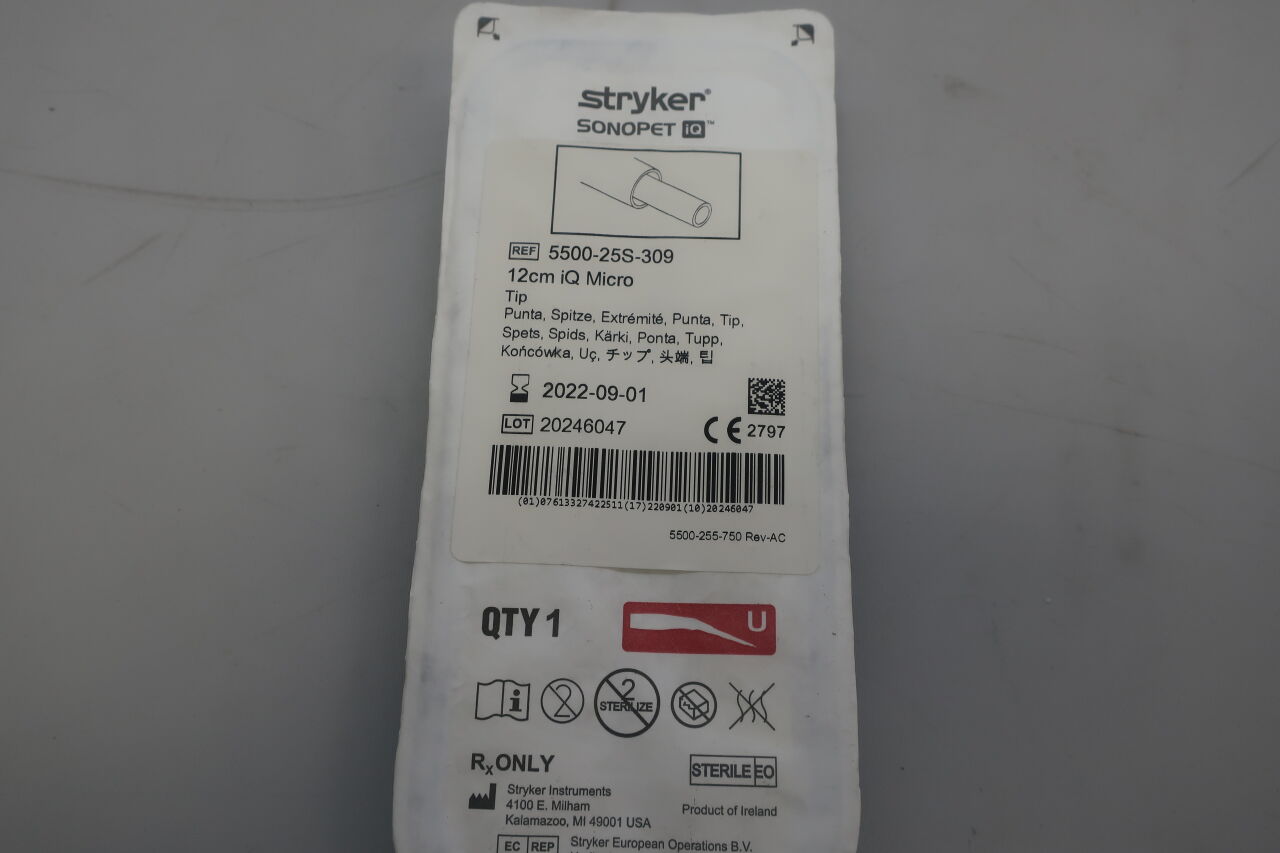 stryker®
SONOPET iQ™
REF 5500-25S-309
12cm iQ Micro
Tip
Punta, Spitze, Extrémité, Punta, Tip,
Spets, Spids, Kärki, Ponta, Tupp,
Końcówka, Uç, チップ, 头端, 팁
2022-09-01
LOT 20246047
CE 2797
(01)07613327422511(17)220901(10)20246047
5500-255-750 Rev-AC
QTY 1
U
i 2 2 STERILIZE
Rx ONLY
STERILE EO
Stryker Instruments
4100 E. Milham
Kalamazoo, MI 49001 USA
Product of Ireland
EC REP Stryker European Operations B.V.